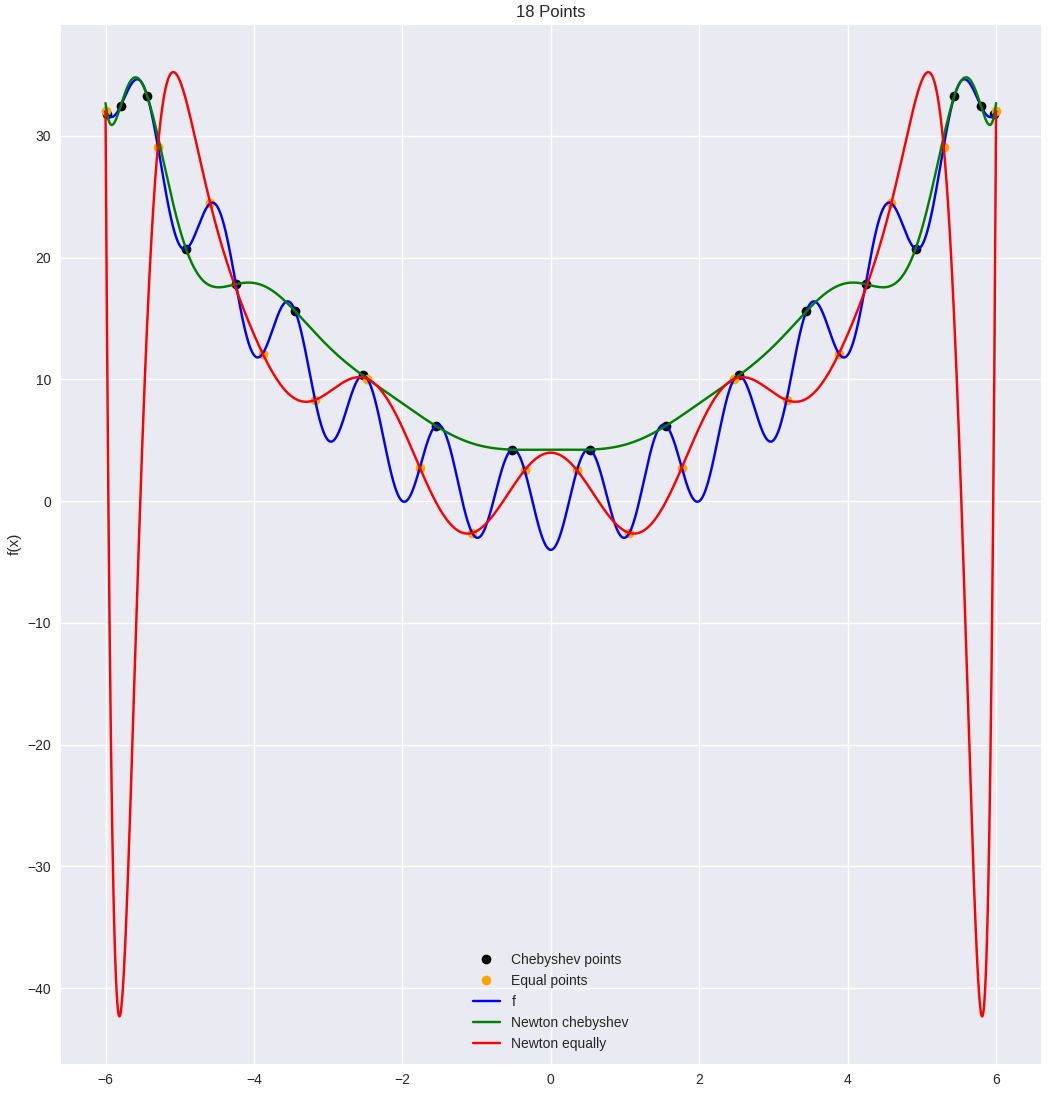 18 Points
30
20
10
0
−10
−20
−30
−40
f(x)
−6
−4
−2
0
2
4
6
Chebyshev points
Equal points
f
Newton chebyshev
Newton equally